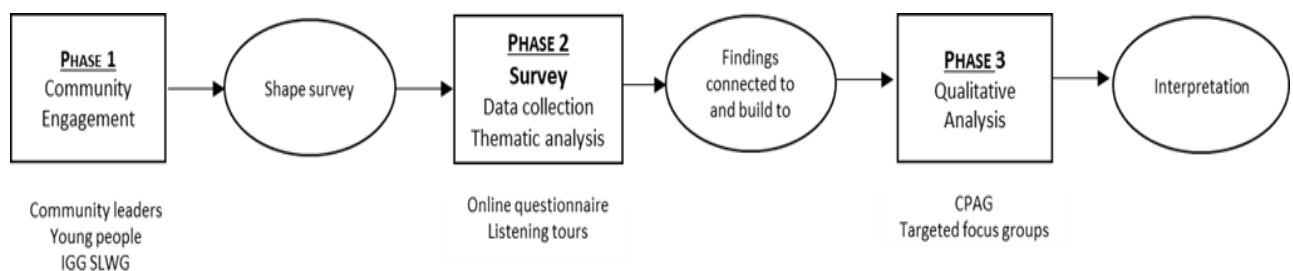 PHASE 1
Community
Engagement
Shape survey
PHASE 2
Survey
Data collection
Thematic analysis
Findings
connected to
and build to
PHASE 3
Qualitative
Analysis
Interpretation
Community leaders
Young people
IGG SLWG
Online questionnaire
Listening tours
CPAG
Targeted focus groups